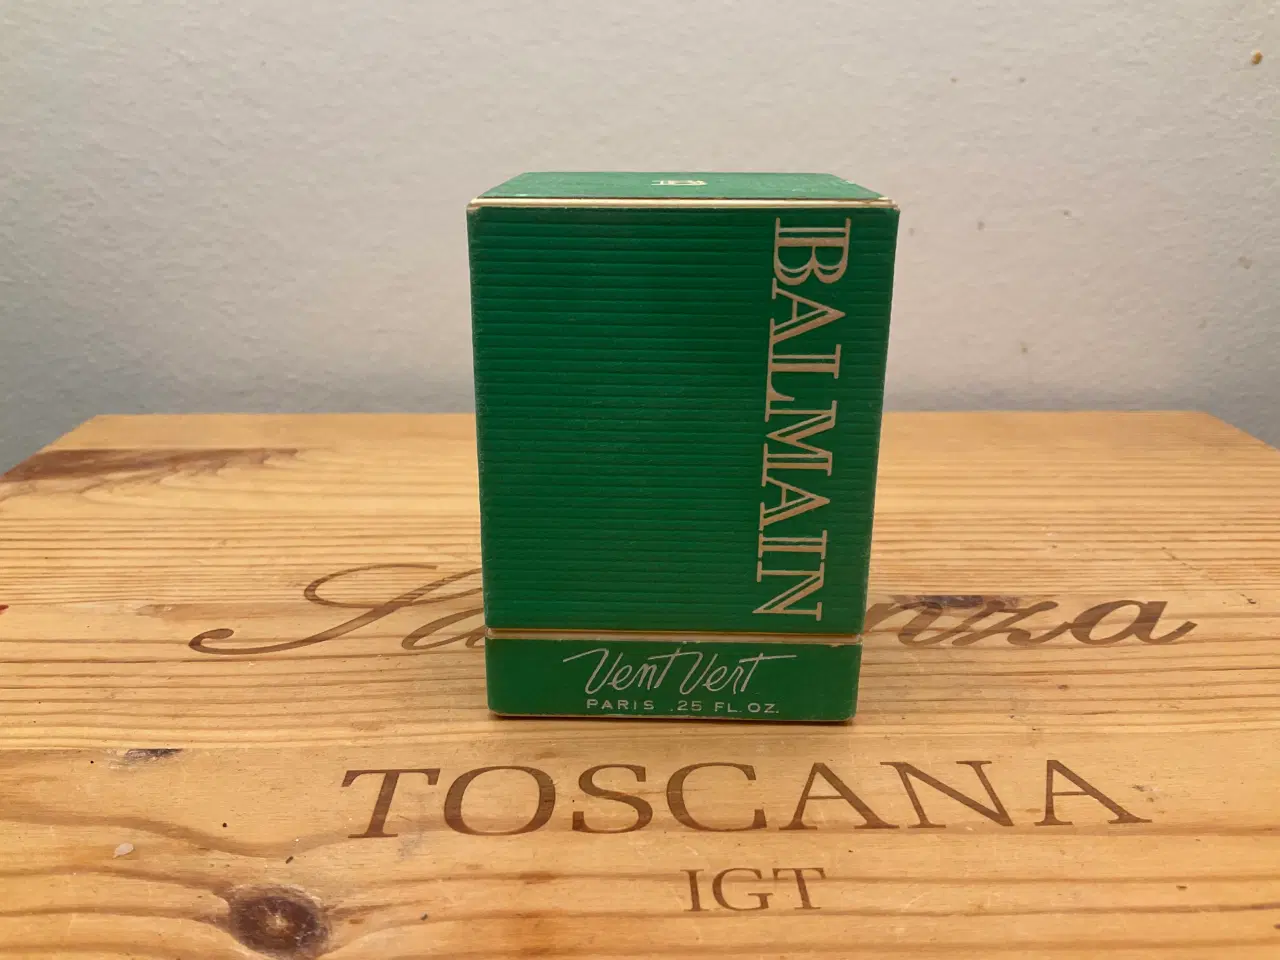 B
BALMAIN
Vent Vert
PARIS .25 FL. OZ.
TOSCANA
IGT